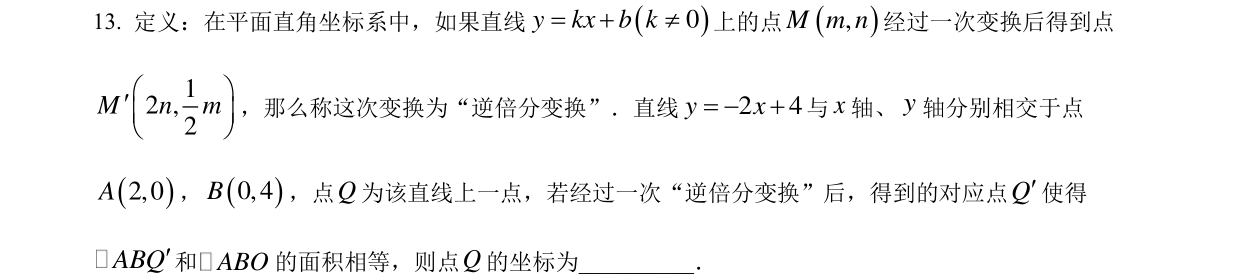 13. 定义：在平面直角坐标系中，如果直线 y = kx + b(k ≠ 0) 上的点 M (m,n) 经过一次变换后得到点
M′(2n, 1/2 m)，那么称这次变换为“逆倍分变换”．直线 y = −2x + 4 与 x 轴、 y 轴分别相交于点
A(2,0)， B(0,4)，点 Q 为该直线上一点，若经过一次“逆倍分变换”后，得到的对应点 Q′ 使得
□ABQ′ 和□ABO 的面积相等，则点 Q 的坐标为__________．